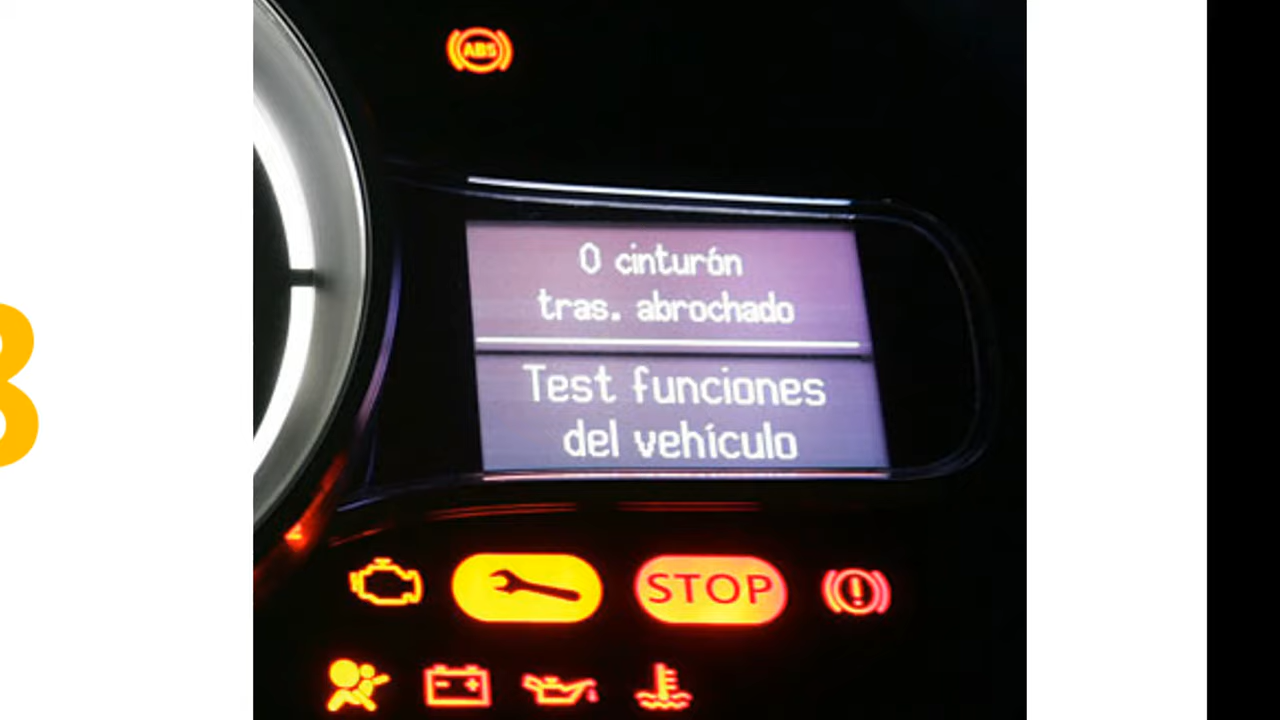 ABS
0 cinturón
tras. abrochado
Test funciones
del vehículo
STOP